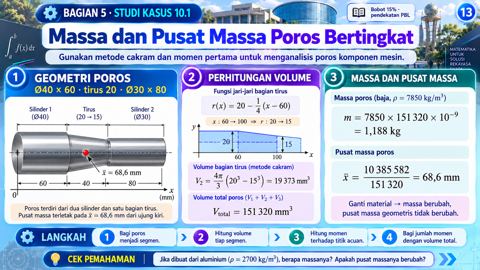 BAGIAN 5 • STUDI KASUS 10.1
Bobot 15% •
pendekatan PBL
13
Massa dan Pusat Massa Poros Bertingkat
Gunakan metode cakram dan momen pertama untuk menganalisis poros komponen mesin.
∫ₐᵇ f(x) dx
MATEMATIKA
UNTUK
SOLUSI
REKAYASA
1 GEOMETRI POROS
Ø40 × 60 · tirus 20 · Ø30 × 80
Silinder 1
(Ø40)
Tirus
(20 → 15)
Silinder 2
(Ø30)
x̄ = 68,6 mm
60 40 80
0 60 100 180
x
(mm)
Poros terdiri dari dua silinder dan satu bagian tirus.
Pusat massa terletak pada x̄ = 68,6 mm dari ujung kiri.
2 PERHITUNGAN VOLUME
Fungsi jari-jari bagian tirus
r(x) = 20 − 1/4 (x − 60)
x : 60 → 100 ⇒ r : 20 → 15
y
20
15
60 100
x
Volume bagian tirus (metode cakram)
V₂ = 4π/3 (20³ − 15³) = 19 373 mm³
Volume total poros (V₁ + V₂ + V₃)
Vtotal = 151 320 mm³
3 MASSA DAN PUSAT MASSA
Massa poros (baja, ρ = 7850 kg/m³)
m = 7850 × 151 320 × 10⁻⁹
= 1,188 kg
Pusat massa poros
x̄ = 10 385 582 / 151 320 = 68,6 mm
Ganti material → massa berubah,
pusat massa geometris tidak berubah.
LANGKAH
1 Bagi poros
menjadi segmen.
2 Hitung volume
tiap segmen.
3 Hitung momen
terhadap titik acuan.
4 Bagi jumlah momen
dengan volume total.
CEK PEMAHAMAN
Jika dibuat dari aluminium (ρ = 2700 kg/m³), berapa massanya? Apakah pusat massanya berubah?